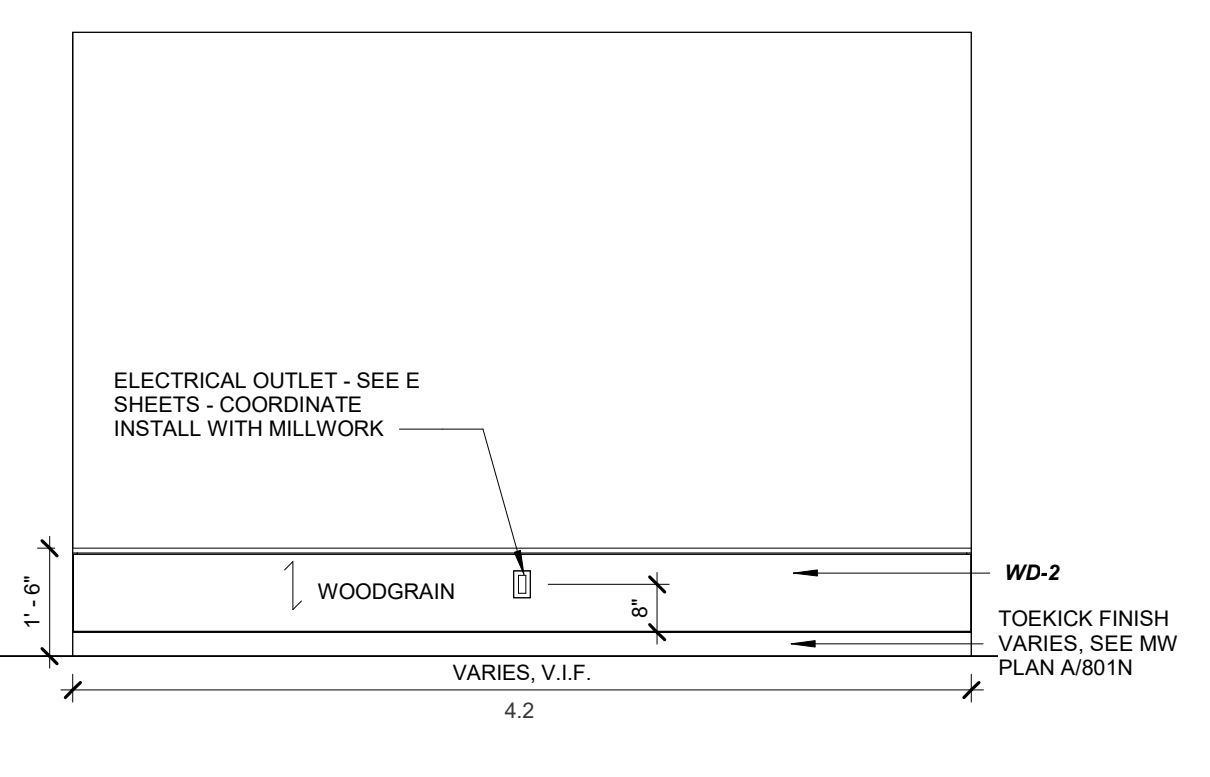 ELECTRICAL OUTLET - SEE E
SHEETS - COORDINATE
INSTALL WITH MILLWORK
1' - 6"
WOODGRAIN
8"
WD-2
TOEKICK FINISH
VARIES, SEE MW
PLAN A/801N
VARIES, V.I.F.
4.2